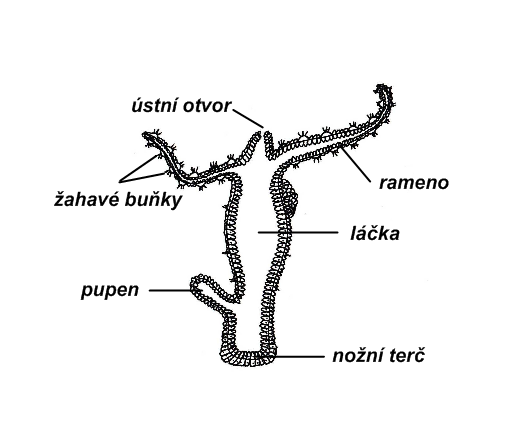 ústní otvor
rameno
žahavé buňky
láčka
pupen
nožní terč